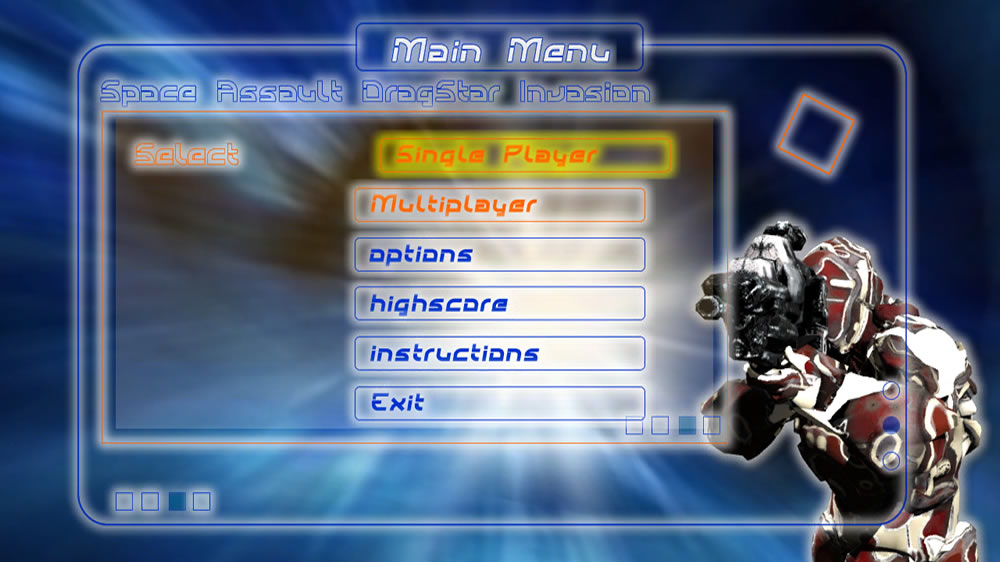 Main Menu
Space Assault DragStar Invasion
Select
Single Player
Multiplayer
options
highscore
instructions
Exit